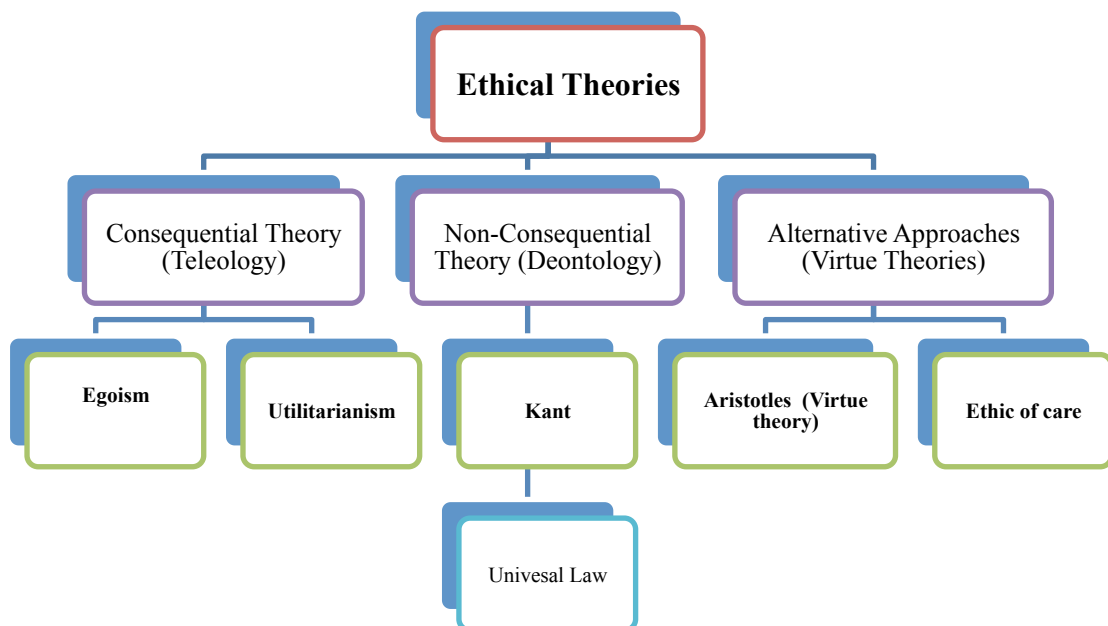 Ethical Theories
Consequential Theory
(Teleology)
Non-Consequential
Theory (Deontology)
Alternative Approaches
(Virtue Theories)
Egoism
Utilitarianism
Kant
Aristotles (Virtue
theory)
Ethic of care
Univesal Law